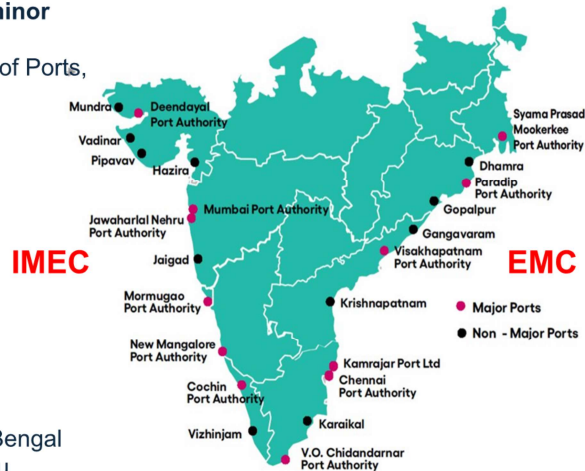 minor
of Ports,
Mundra
Deendayal
Port Authority
Vadinar
Pipavav
Hazira
Syama Prasad
Mookerkee
Port Authority
Dhamra
Paradip
Port Authority
Gopalpur
Gangavaram
Visakhapatnam
Port Authority
Mumbai Port Authority
Jawaharlal Nehru
Port Authority
IMEC
EMC
Jaigad
Mormugao
Port Authority
Krishnapatnam
Major Ports
Non - Major Ports
New Mangalore
Port Authority
Kamrajar Port Ltd
Chennai
Port Authority
Cochin
Port Authority
Karaikal
Vizhinjam
V.O. Chidandarnar
Port Authority
Bengal